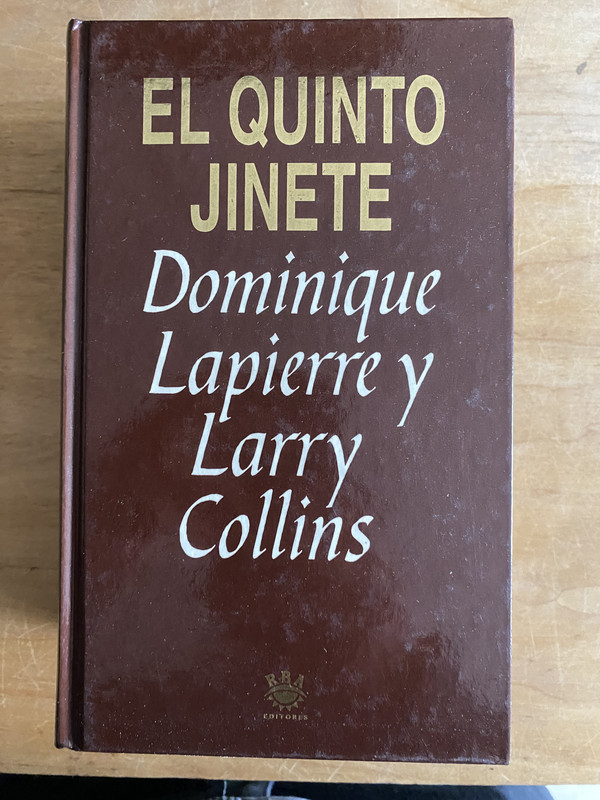 EL QUINTO
JINETE
Dominique
Lapierre y
Larry
Collins
RBA
EDITORES